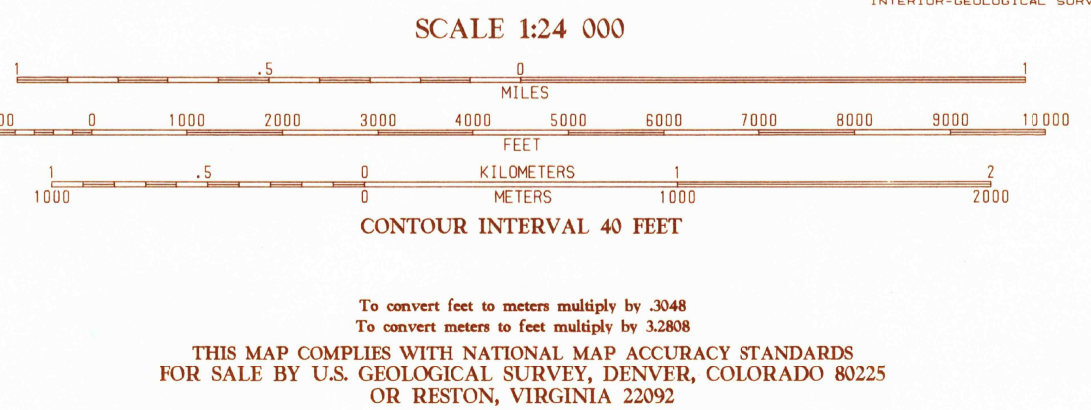 INTERIOR-GEOLOGICAL
SCALE 1:24 000
1 .5 0 1
MILES
0 1000 2000 3000 4000 5000 6000 7000 8000 9000 10 000
FEET
1 .5 0 KILOMETERS 1 2
1000 0 METERS 1000 2000
CONTOUR INTERVAL 40 FEET
To convert feet to meters multiply by .3048
To convert meters to feet multiply by 3.2808
THIS MAP COMPLIES WITH NATIONAL MAP ACCURACY STANDARDS
FOR SALE BY U.S. GEOLOGICAL SURVEY, DENVER, COLORADO 80225
OR RESTON, VIRGINIA 22092